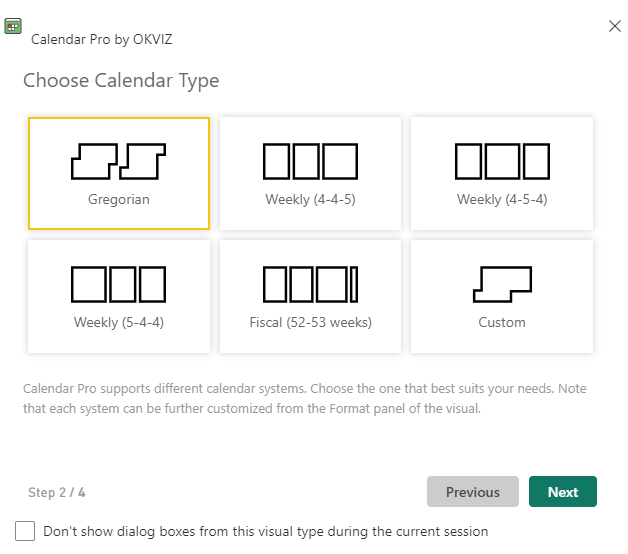 Calendar Pro by OKVIZ
Choose Calendar Type
Gregorian
Weekly (4-4-5)
Weekly (4-5-4)
Weekly (5-4-4)
Fiscal (52-53 weeks)
Custom
Calendar Pro supports different calendar systems. Choose the one that best suits your needs. Note
that each system can be further customized from the Format panel of the visual.
Step 2 / 4
Previous
Next
Don't show dialog boxes from this visual type during the current session